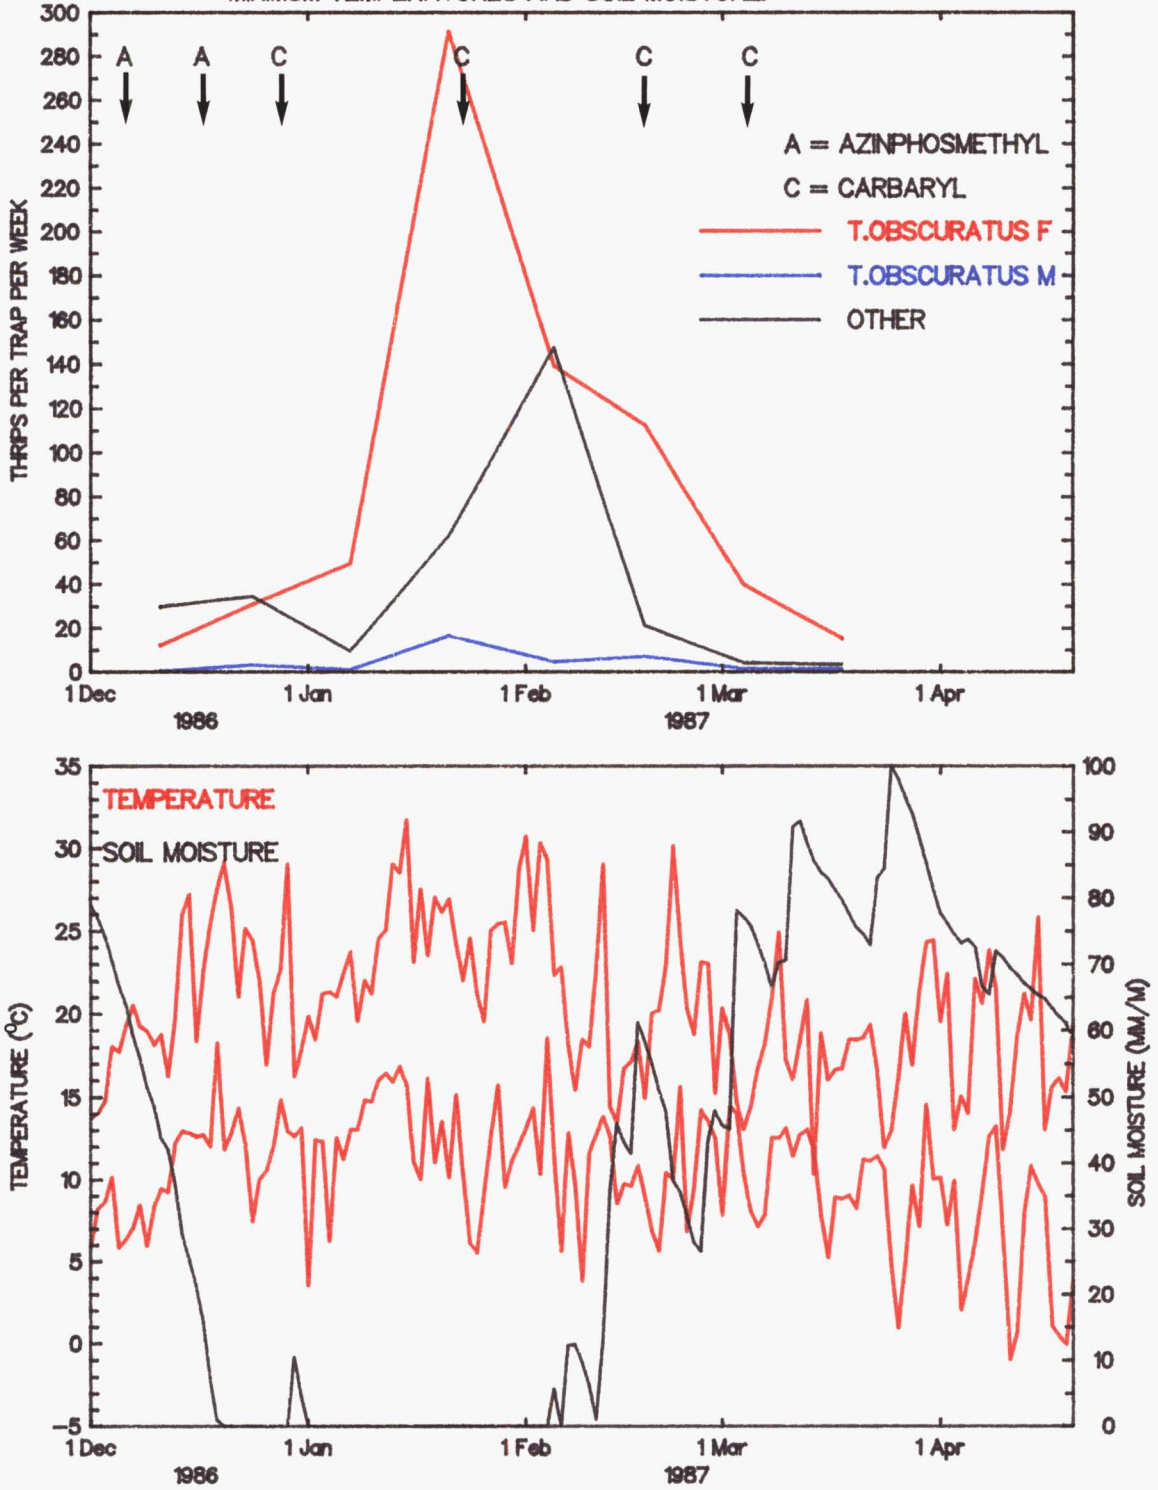 300
280
260
240
220
200
180
160
140
120
100
80
60
40
20
0
THRIPS PER TRAP PER WEEK
A A C C C C
A = AZINPHOSMETHYL
C = CARBARYL
T.OBSCURATUS F
T.OBSCURATUS M
OTHER
1 Dec 1 Jan 1 Feb 1 Mar 1 Apr
1986 1987
35
30
25
20
15
10
5
0
-5
TEMPERATURE (°C)
TEMPERATURE
SOIL MOISTURE
100
90
80
70
60
50
40
30
20
10
0
SOIL MOISTURE (MM/M)
1 Dec 1 Jan 1 Feb 1 Mar 1 Apr
1986 1987